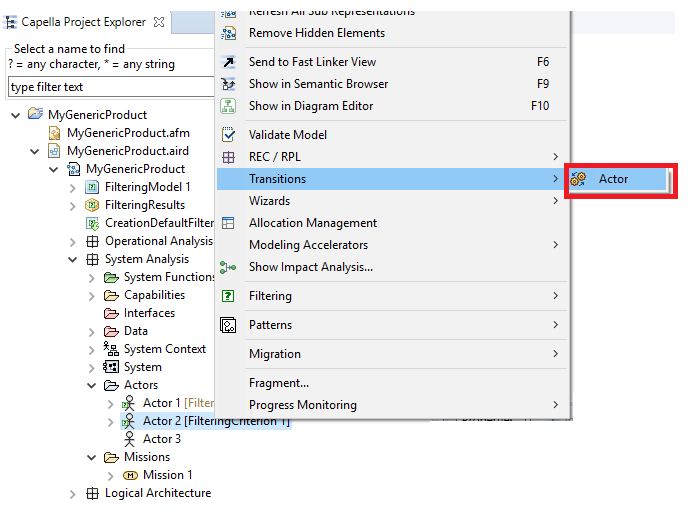 Capella Project Explorer
Select a name to find
? = any character, * = any string
type filter text
MyGenericProduct
MyGenericProduct.afm
MyGenericProduct.aird
MyGenericProduct
FilteringModel 1
FilteringResults
CreationDefaultFilter
Operational Analysis
System Analysis
System Functions
Capabilities
Interfaces
Data
System Context
System
Actors
Actor 1 [Filter
Actor 2 [FilteringCriterion 1]
Actor 3
Missions
Mission 1
Logical Architecture
Refresh All Sub Representations
Remove Hidden Elements
Send to Fast Linker View F6
Show in Semantic Browser F9
Show in Diagram Editor F10
Validate Model
REC / RPL
Transitions
Wizards
Allocation Management
Modeling Accelerators
Show Impact Analysis...
Filtering
Patterns
Migration
Fragment...
Progress Monitoring
Actor